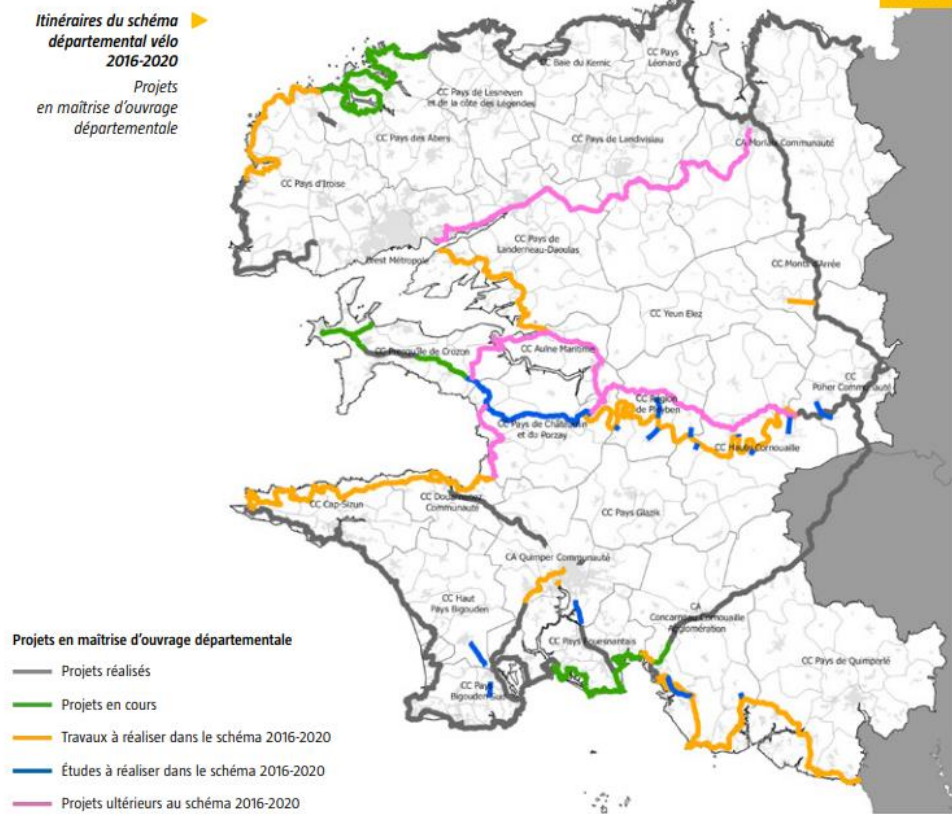 Itinéraires du schéma
départemental vélo
2016-2020
Projets
en maîtrise d'ouvrage
départementale
CC Baie du Kernic
CC Pays
Léonard
CC Pays de Lesneven
et de la côte des Légendes
CC Pays des Abers
CC Pays de Landivisiau
CA Morlaix Communauté
CC Pays d'Iroise
CC Pays de
Landerneau-Daoulas
Brest Métropole
CC Monts d'Arrée
CC Yeun Elez
CC Presqu'île de Crozon
CC Aulne Maritime
CC
Poher Communauté
CC Région
de Pleyben
CC Pays de Châteaulin
et du Porzay
CC Haute Cornouaille
CC Cap-Sizun
CC Douarnenez
Communauté
CC Pays Glazik
CA Quimper Communauté
CC Haut
Pays Bigouden
CA
Concarneau Cornouaille
Agglomération
CC Pays Fouesnantais
CC Pays de Quimperlé
CC Pays
Bigouden Sud
Projets en maîtrise d'ouvrage départementale
Projets réalisés
Projets en cours
Travaux à réaliser dans le schéma 2016-2020
Études à réaliser dans le schéma 2016-2020
Projets ultérieurs au schéma 2016-2020